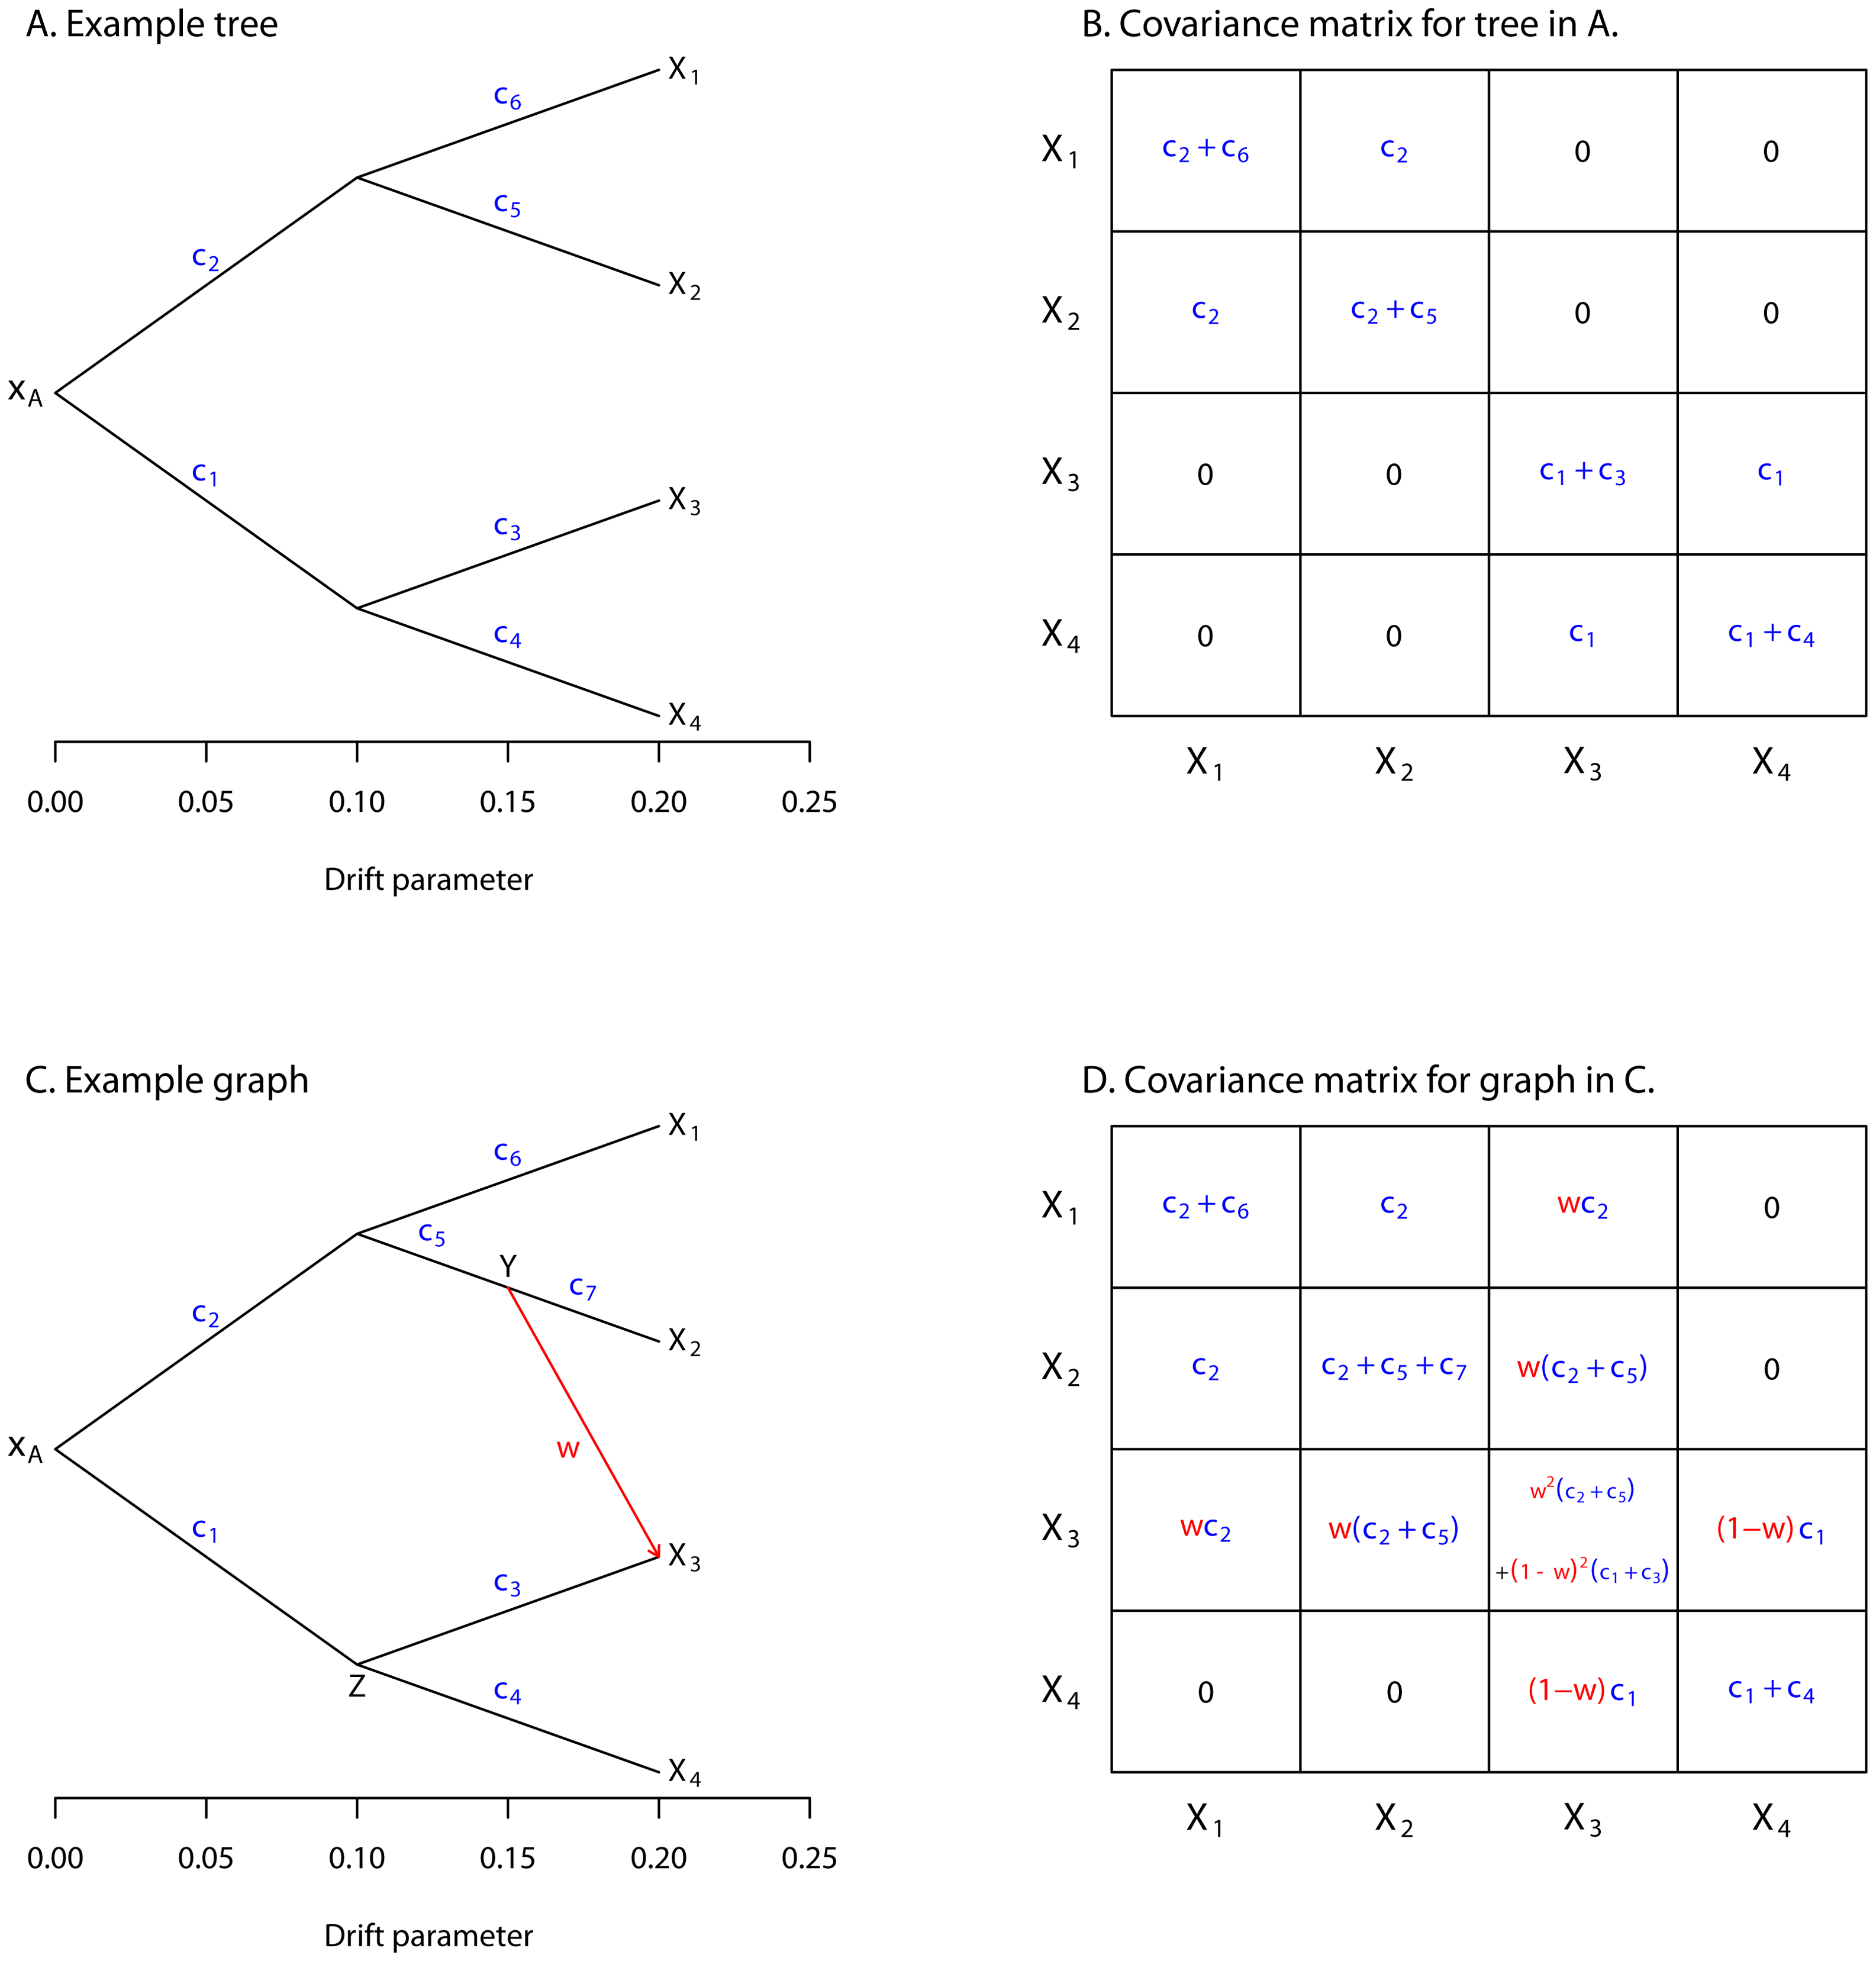 A. Example tree
X1
c6
c5
c2
X2
xA
c1
X3
c3
c4
X4
0.00 0.05 0.10 0.15 0.20 0.25
Drift parameter
B. Covariance matrix for tree in A.
X1 c2 + c6 c2 0 0
X2 c2 c2 + c5 0 0
X3 0 0 c1 + c3 c1
X4 0 0 c1 c1 + c4
X1 X2 X3 X4
C. Example graph
X1
c6
c5
Y
c7
c2
X2
xA
w
c1
X3
c3
Z
c4
X4
0.00 0.05 0.10 0.15 0.20 0.25
Drift parameter
D. Covariance matrix for graph in C.
X1 c2 + c6 c2 wc2 0
X2 c2 c2 + c5 + c7 w(c2 + c5) 0
X3 wc2 w(c2 + c5) w2(c2 + c5) +(1 - w)2(c1 + c3) (1−w)c1
X4 0 0 (1−w)c1 c1 + c4
X1 X2 X3 X4